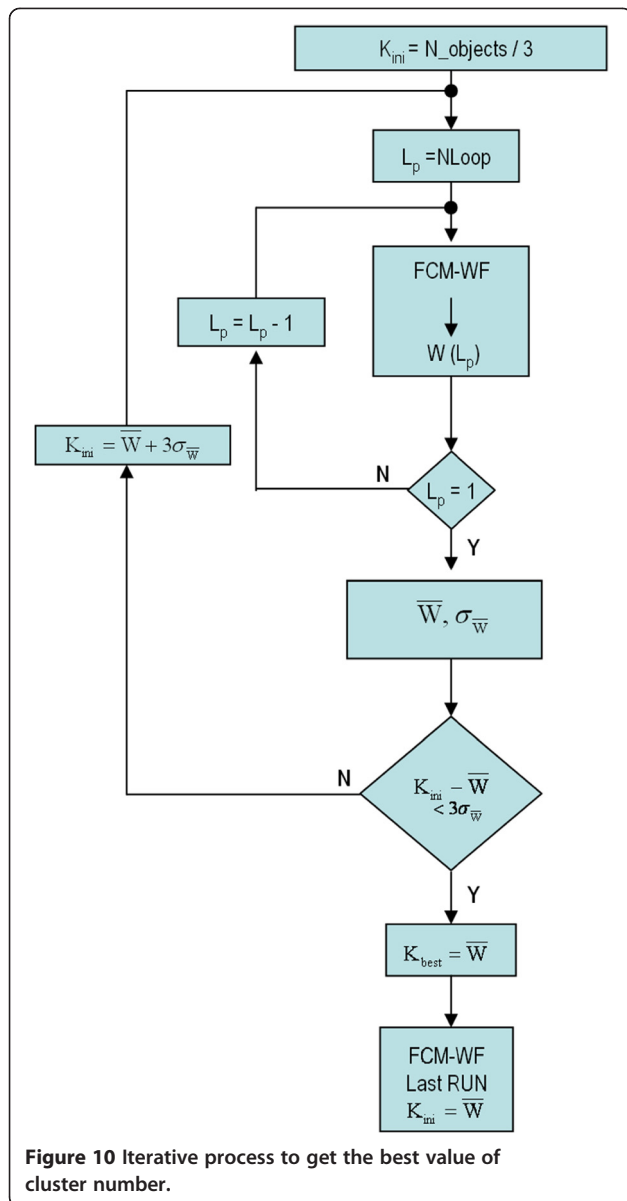 K_ini = N_objects / 3
L_p =NLoop
FCM-WF
W (L_p)
L_p = L_p - 1
K_ini = W̅ + 3σ_W̅
N
L_p = 1
Y
W̅, σ_W̅
N
K_ini − W̅
< 3σ_W̅
Y
K_best = W̅
FCM-WF
Last RUN
K_ini = W̅
Figure 10 Iterative process to get the best value of
cluster number.